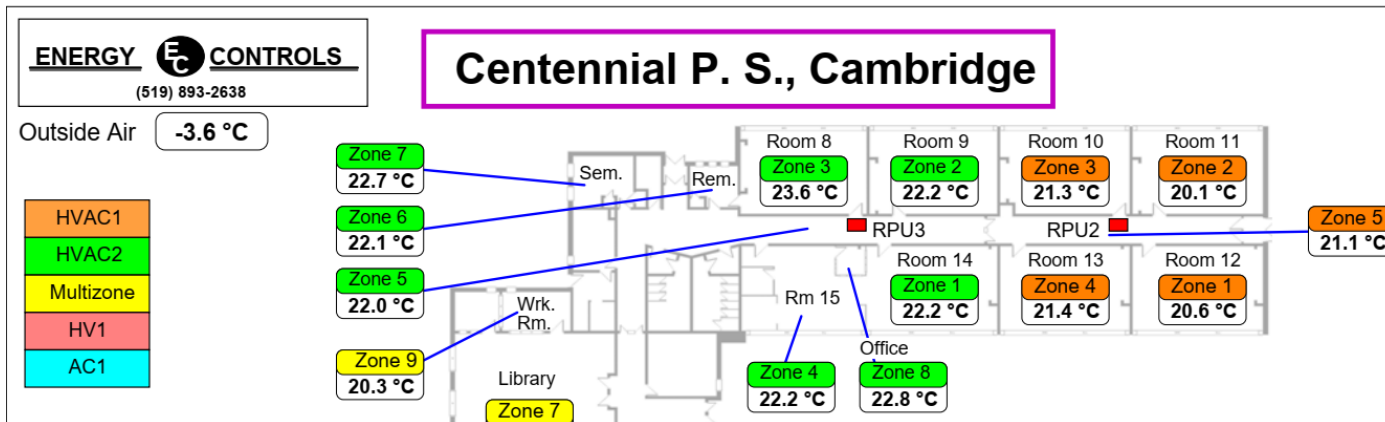 ENERGY EC CONTROLS
(519) 893-2638
Centennial P. S., Cambridge
Outside Air -3.6 °C
HVAC1
HVAC2
Multizone
HV1
AC1
Zone 7
22.7 °C
Zone 6
22.1 °C
Zone 5
22.0 °C
Zone 9
20.3 °C
Sem.
Rem.
Wrk.
Rm.
Library
Zone 7
Room 8
Zone 3
23.6 °C
Room 9
Zone 2
22.2 °C
Room 10
Zone 3
21.3 °C
Room 11
Zone 2
20.1 °C
RPU3
RPU2
Zone 5
21.1 °C
Room 14
Zone 1
22.2 °C
Room 13
Zone 4
21.4 °C
Room 12
Zone 1
20.6 °C
Rm 15
Office
Zone 4
22.2 °C
Zone 8
22.8 °C